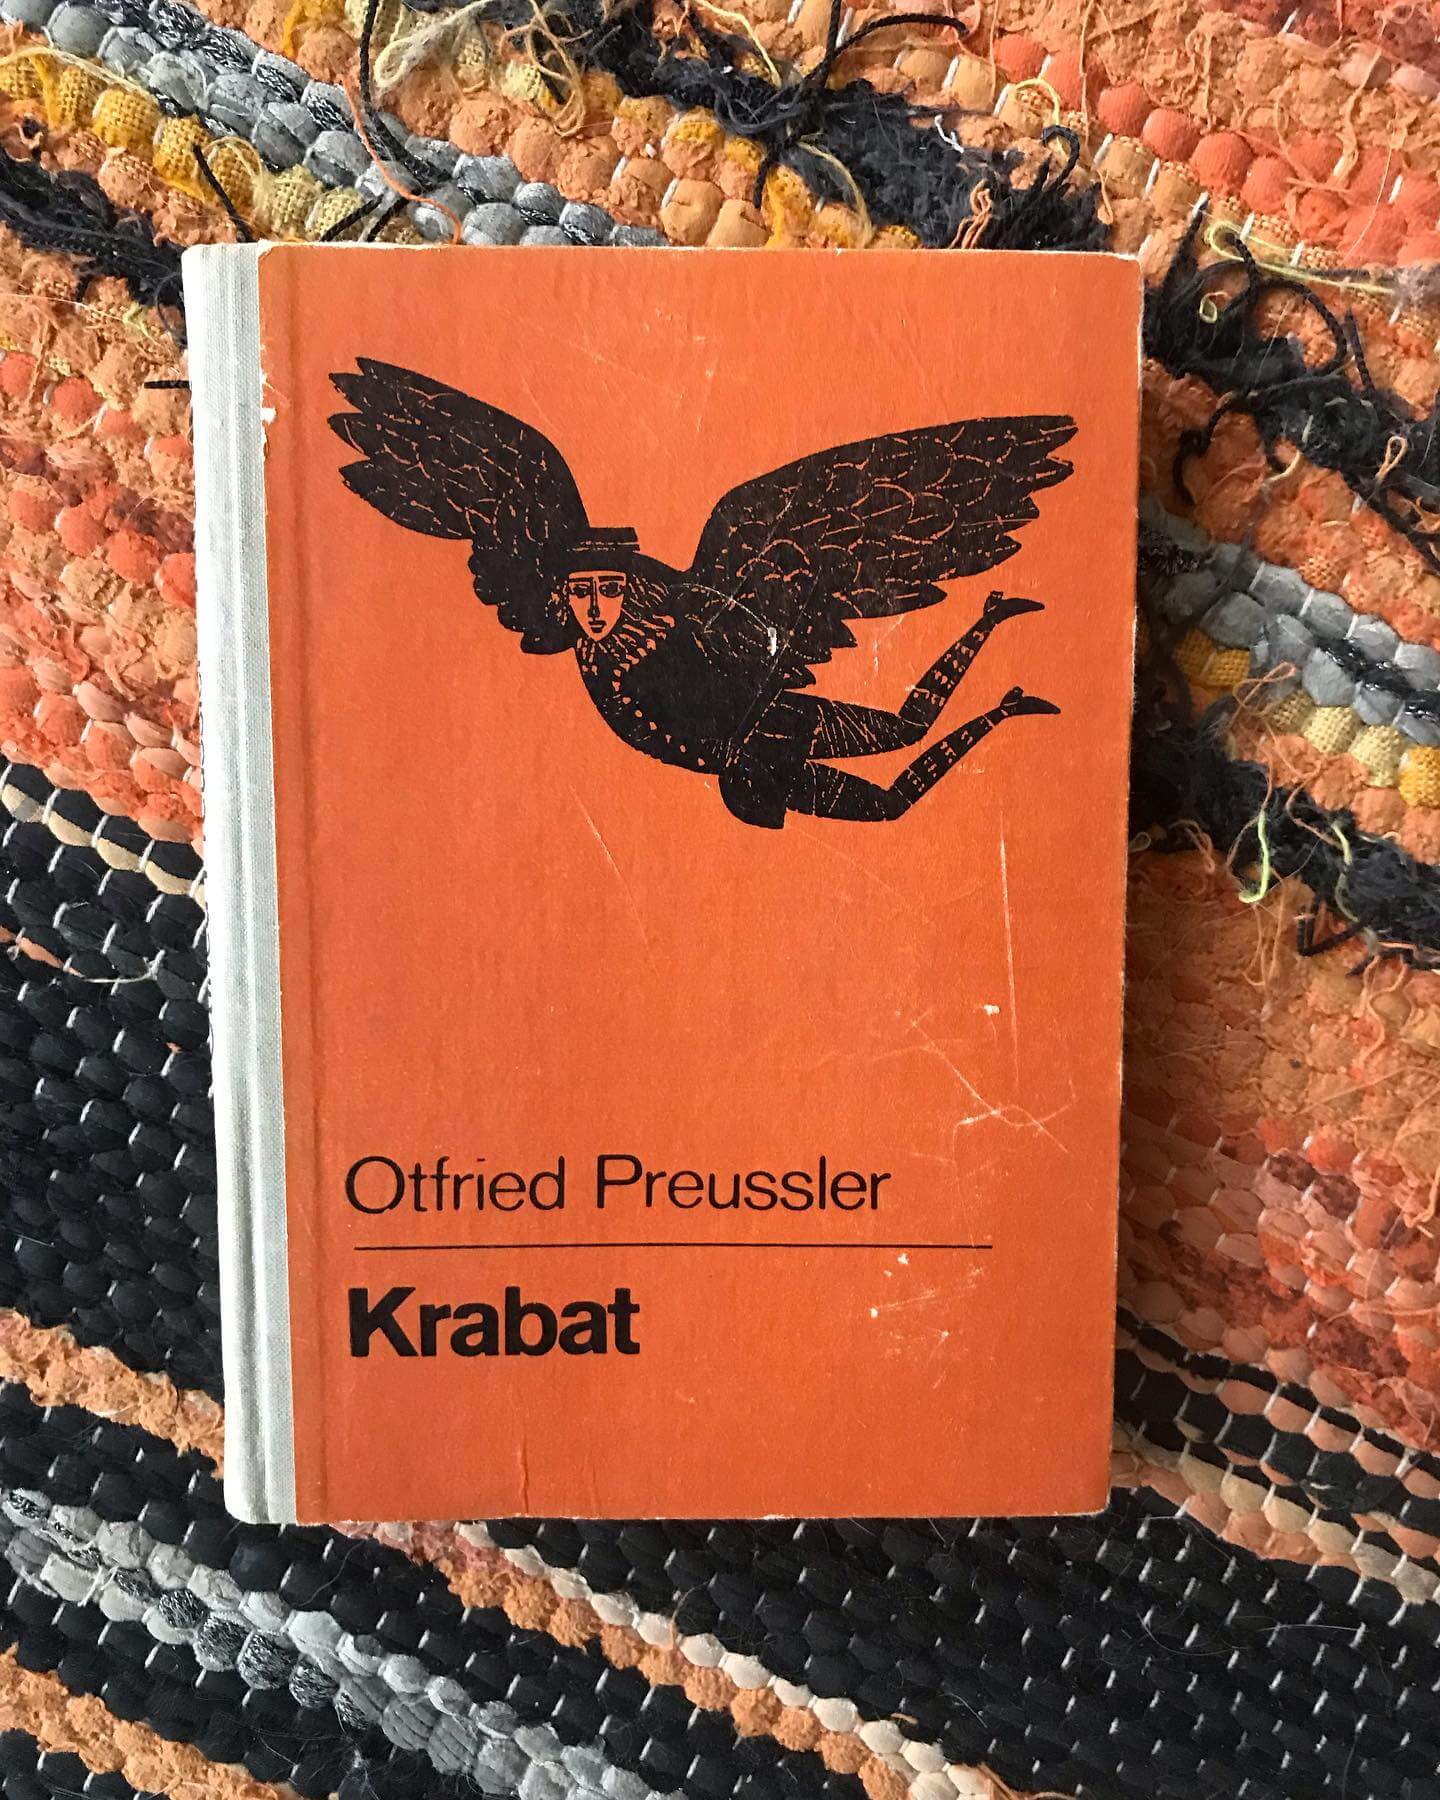 Otfried Preussler
Krabat